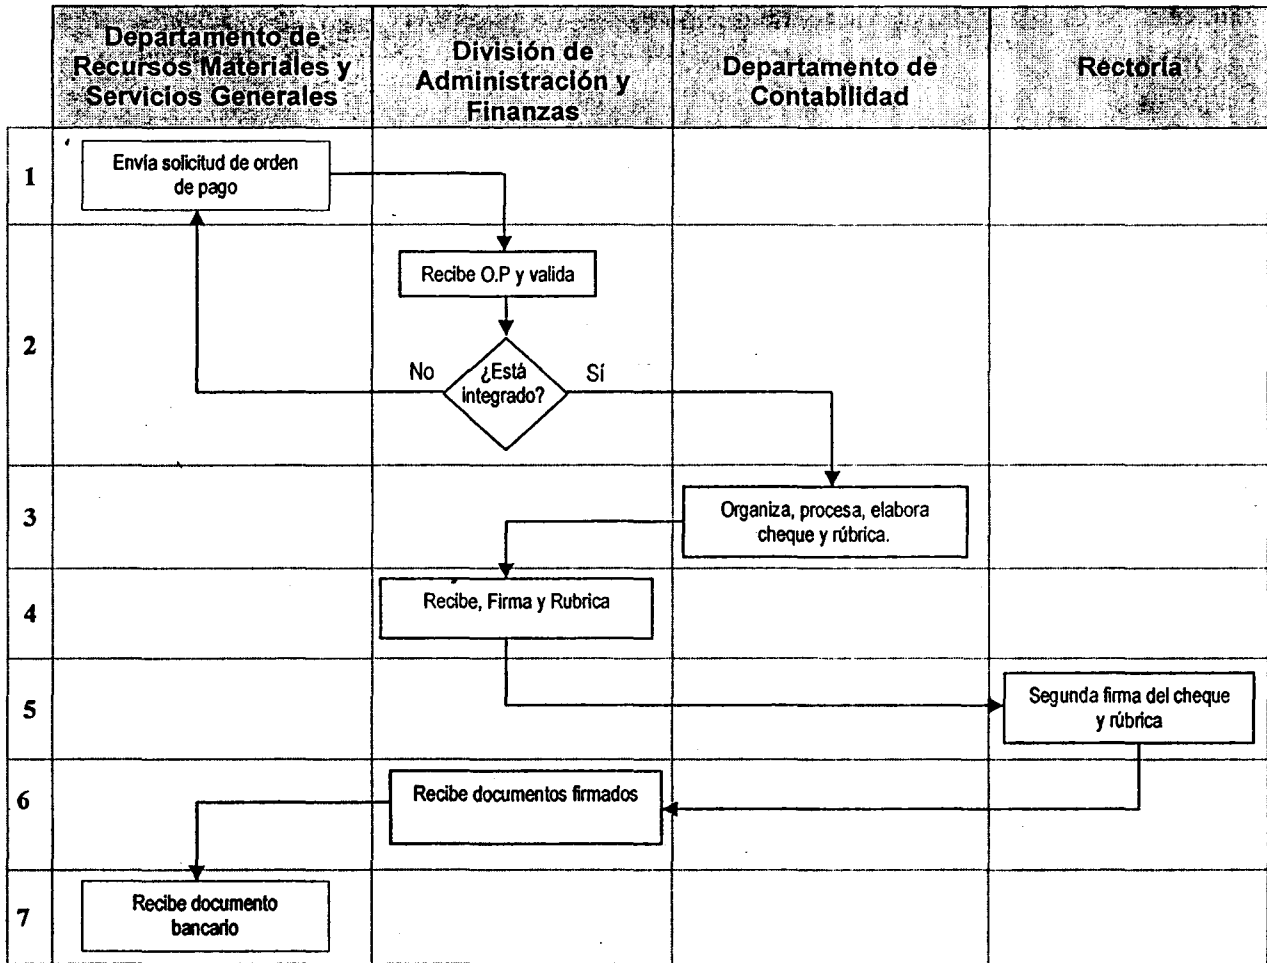 Departamento de
Recursos Materiales y
Servicios Generales
División de
Administración y
Finanzas
Departamento de
Contabilidad
Rectoría
1
Envía solicitud de orden
de pago
2
Recibe O.P y valida
No
¿Está
integrado?
Sí
3
Organiza, procesa, elabora
cheque y rúbrica.
4
Recibe, Firma y Rubrica
5
Segunda firma del cheque
y rúbrica
6
Recibe documentos firmados
7
Recibe documento
bancario